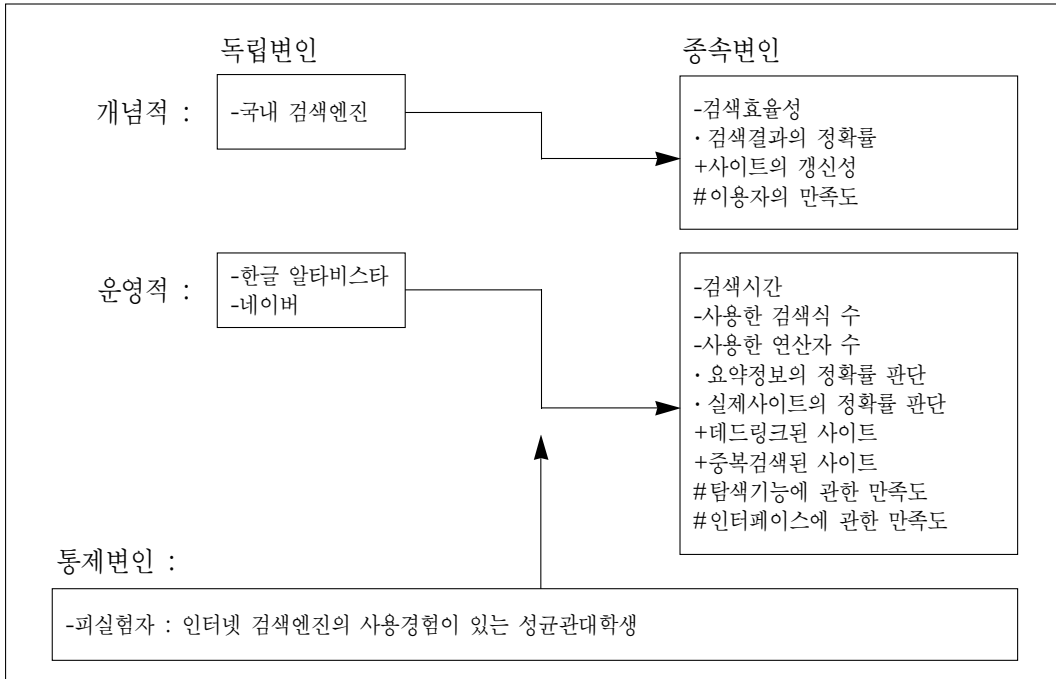 독립변인
종속변인
개념적 :
-국내 검색엔진
-검색효율성
·검색결과의 정확률
+사이트의 갱신성
#이용자의 만족도
운영적 :
-한글 알타비스타
-네이버
-검색시간
-사용한 검색식 수
-사용한 연산자 수
·요약정보의 정확률 판단
·실제사이트의 정확률 판단
+데드링크된 사이트
+중복검색된 사이트
#탐색기능에 관한 만족도
#인터페이스에 관한 만족도
통제변인 :
-피실험자 : 인터넷 검색엔진의 사용경험이 있는 성균관대학생